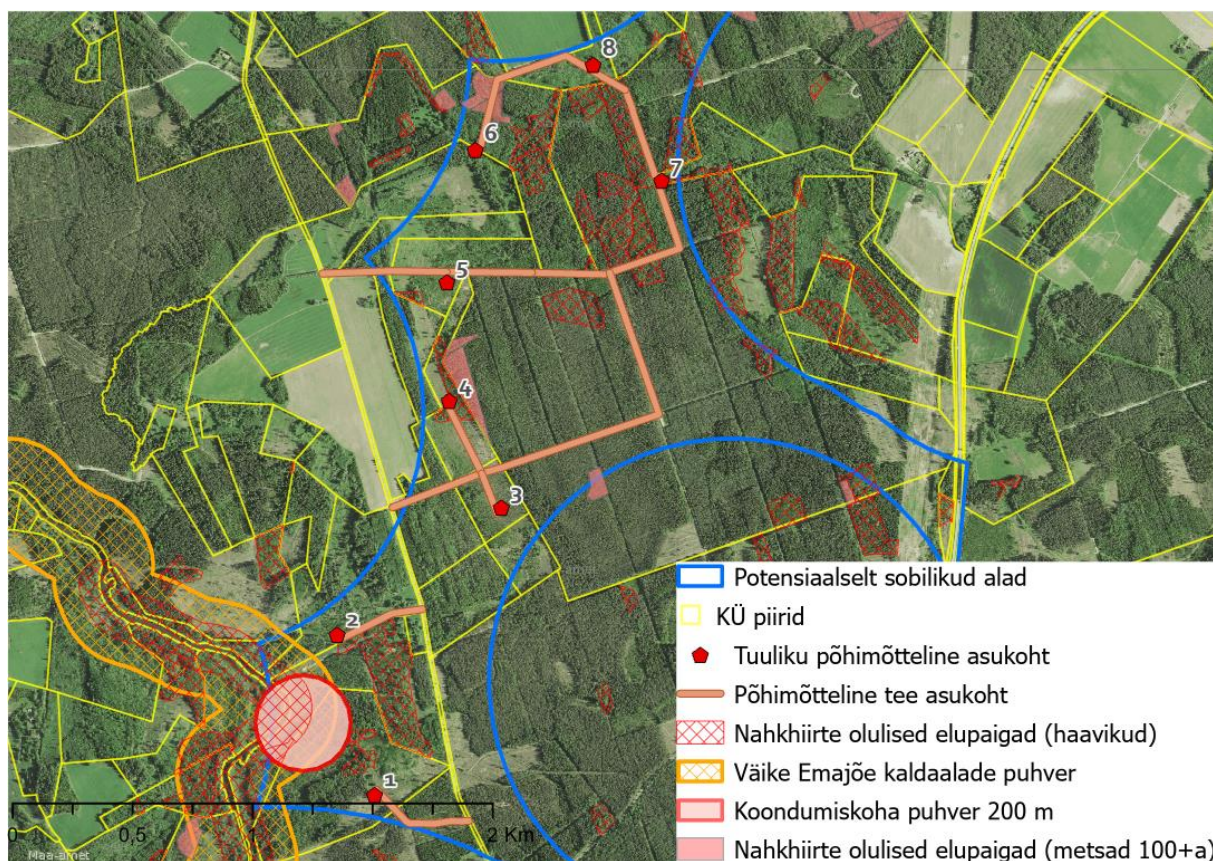 8
6
7
5
4
3
2
1
0
0,5
1
2 Km
Maa-amet
Potensiaalselt sobilikud alad
KÜ piirid
Tuuliku põhimõtteline asukoht
Põhimõtteline tee asukoht
Nahkhiirte olulised elupaigad (haavikud)
Väike Emajõe kaldaalade puhver
Koondumiskoha puhver 200 m
Nahkhiirte olulised elupaigad (metsad 100+a)